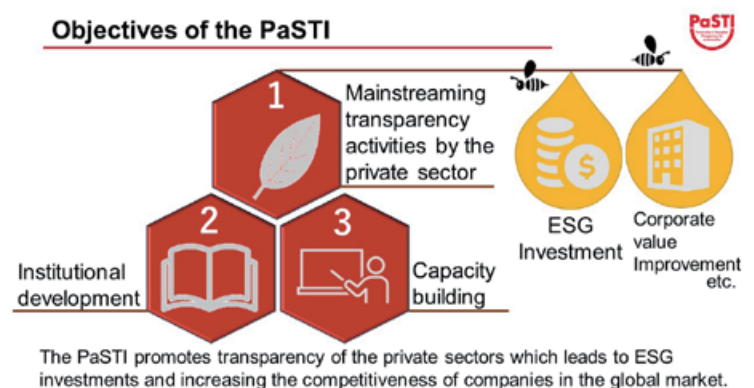 Objectives of the PaSTI
PaSTI
1
Mainstreaming
transparency
activities by the
private sector
$
ESG
Investment
Corporate
value
Improvement
etc.
2
Institutional
development
3
Capacity
building
The PaSTI promotes transparency of the private sectors which leads to ESG
investments and increasing the competitiveness of companies in the global market.